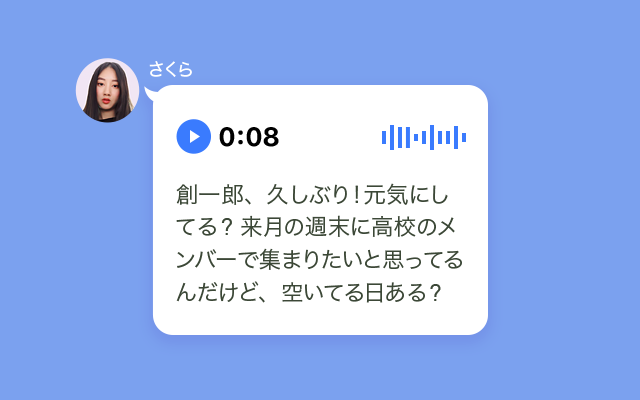 さくら
0:08
創一郎、久しぶり!元気にし
てる?来月の週末に高校のメ
ンバーで集まりたいと思ってる
んだけど、空いてる日ある?